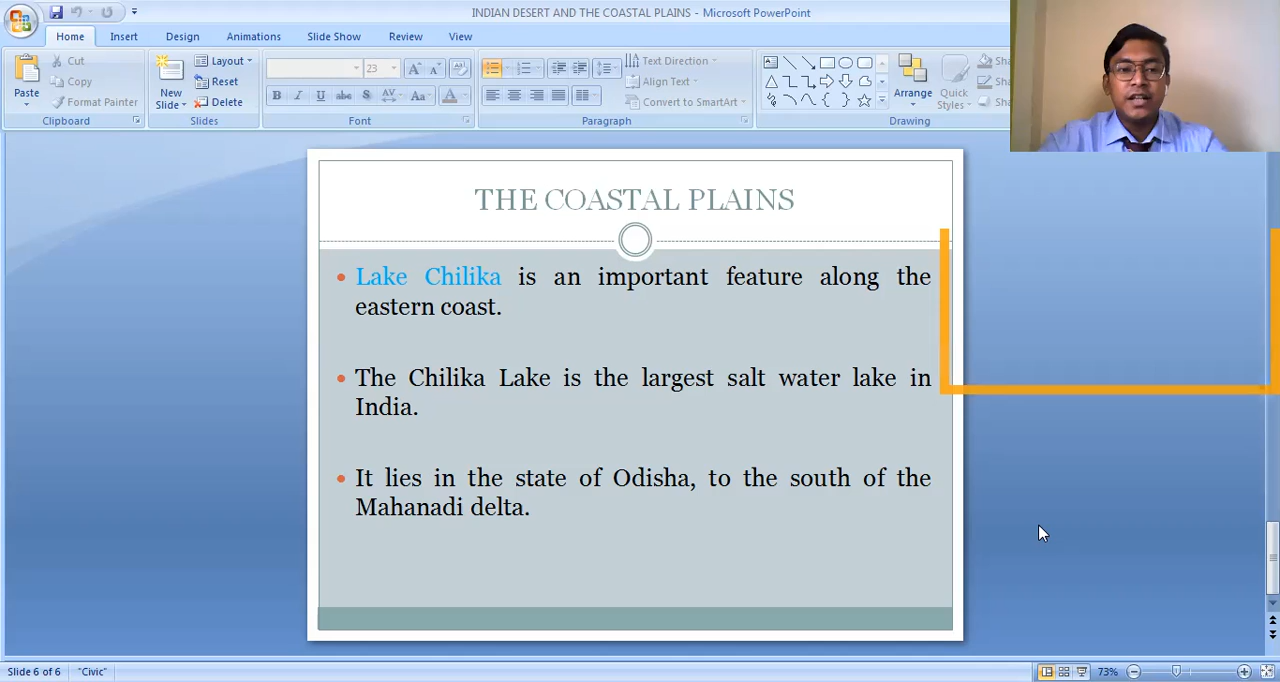 INDIAN DESERT AND THE COASTAL PLAINS - Microsoft PowerPoint
Home Insert Design Animations Slide Show Review View
Paste
Cut
Copy
Format Painter
Clipboard
New
Slide
Layout
Reset
Delete
Slides
23
B I U abc S AV Aa A
Font
Text Direction
Align Text
Convert to SmartArt
Paragraph
Arrange
Quick
Styles
Drawing
THE COASTAL PLAINS
• Lake Chilika is an important feature along the
eastern coast.
• The Chilika Lake is the largest salt water lake in
India.
• It lies in the state of Odisha, to the south of the
Mahanadi delta.
Slide 6 of 6 "Civic" 73%